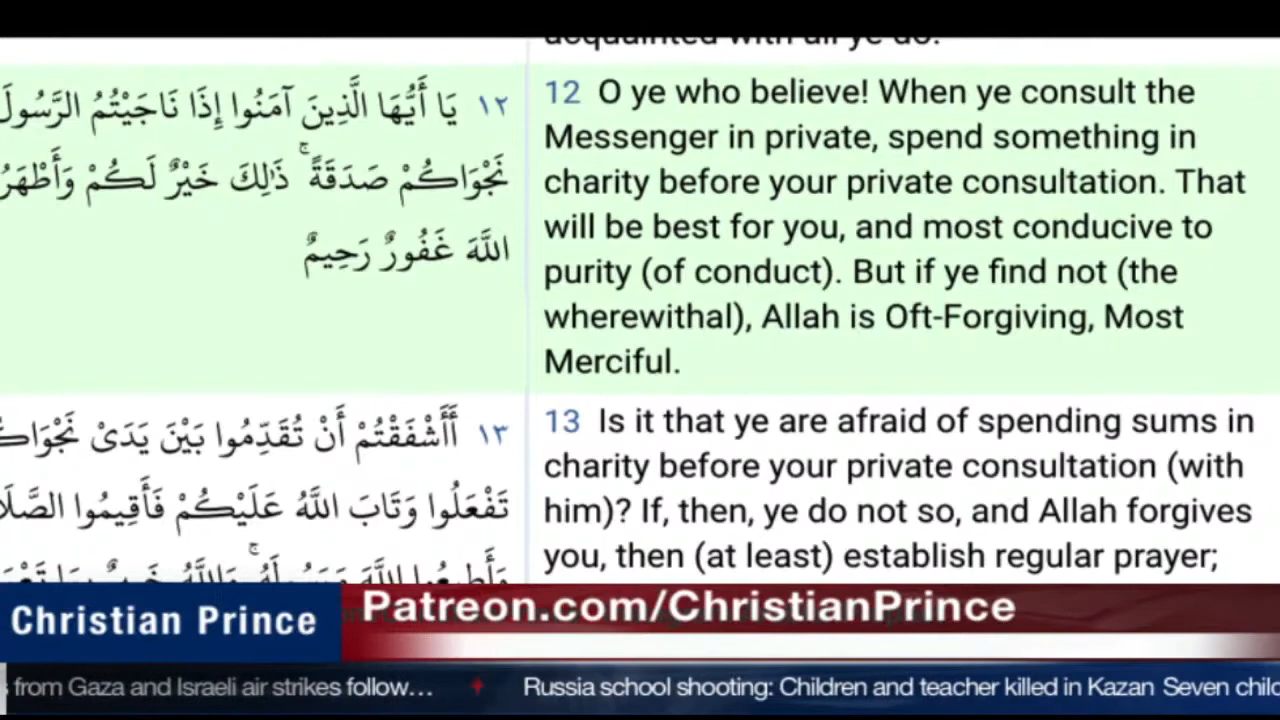 acquainted with all ye do.
١٢ يَا أَيُّهَا الَّذِينَ آمَنُوا إِذَا نَاجَيْتُمُ الرَّسُولَ
نَجْوَاكُمْ صَدَقَةً ۚ ذَٰلِكَ خَيْرٌ لَكُمْ وَأَطْهَرُ
اللَّهَ غَفُورٌ رَحِيمٌ
12 O ye who believe! When ye consult the
Messenger in private, spend something in
charity before your private consultation. That
will be best for you, and most conducive to
purity (of conduct). But if ye find not (the
wherewithal), Allah is Oft-Forgiving, Most
Merciful.
١٣ أَأَشْفَقْتُمْ أَنْ تُقَدِّمُوا بَيْنَ يَدَيْ
تَفْعَلُوا وَتَابَ اللَّهُ عَلَيْكُمْ فَأَقِيمُوا
13 Is it that ye are afraid of spending sums in
charity before your private consultation (with
him)? If, then, ye do not so, and Allah forgives
you, then (at least) establish regular prayer;
Christian Prince
Patreon.com/ChristianPrince
from Gaza and Israeli air strikes follow... Russia school shooting: Children and teacher killed in Kazan Seven